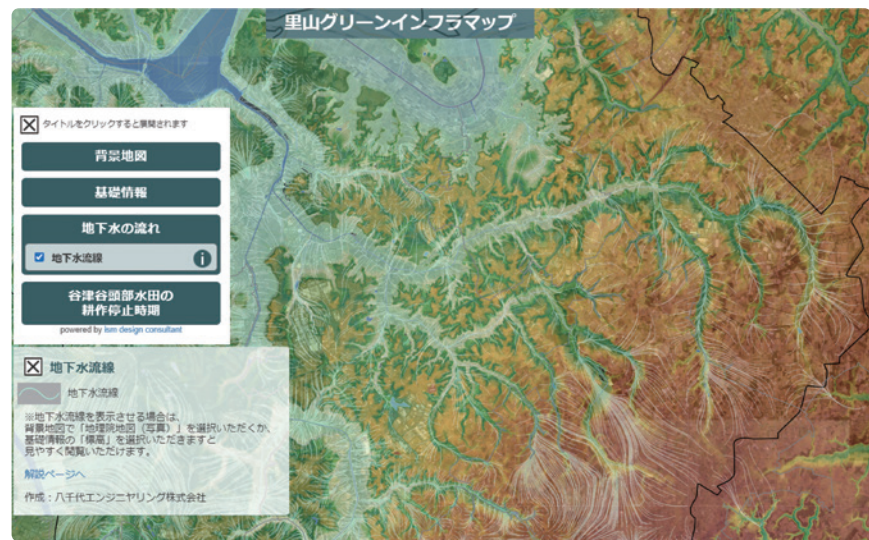 里山グリーンインフラマップ
タイトルをクリックすると展開されます
背景地図
基礎情報
地下水の流れ
地下水流線
谷津谷頭部水田の
耕作停止時期
powered by ism design consultant
地下水流線
地下水流線
※地下水流線を表示させる場合は、
背景地図で「地理院地図（写真）」を選択いただくか、
基礎情報の「標高」を選択いただきますと
見やすく閲覧いただけます。
解説ページへ
作成：八千代エンジニヤリング株式会社